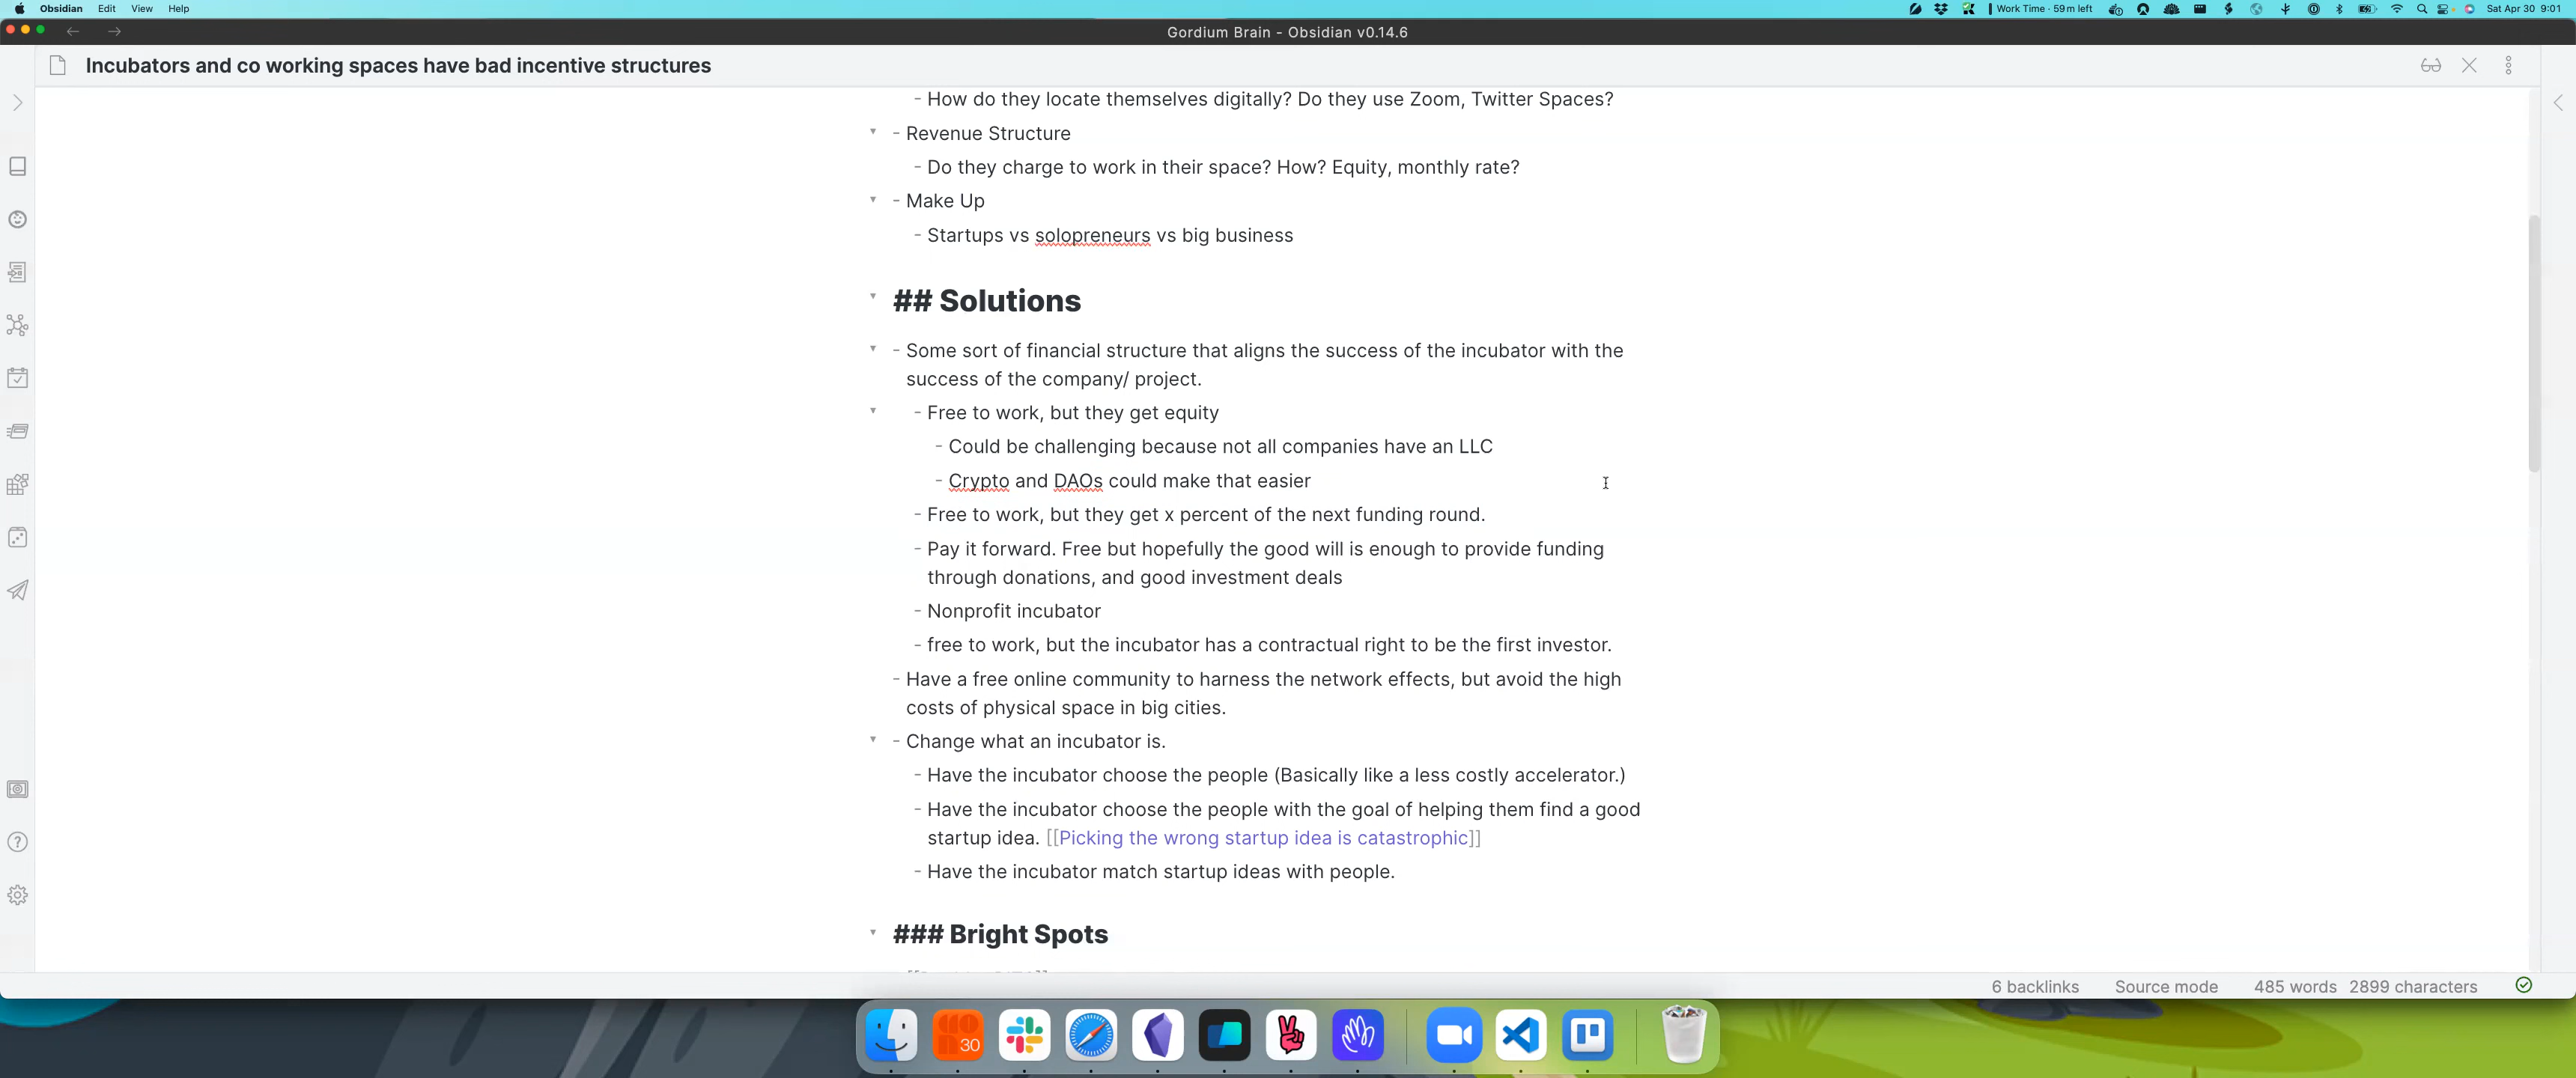 Obsidian Edit View Help
Work Time · 59m left
Sat Apr 30 9:01
Gordium Brain - Obsidian v0.14.6
Incubators and co working spaces have bad incentive structures
- How do they locate themselves digitally? Do they use Zoom, Twitter Spaces?
- Revenue Structure
- Do they charge to work in their space? How? Equity, monthly rate?
- Make Up
- Startups vs solopreneurs vs big business
## Solutions
- Some sort of financial structure that aligns the success of the incubator with the
success of the company/ project.
- Free to work, but they get equity
- Could be challenging because not all companies have an LLC
- Crypto and DAOs could make that easier
- Free to work, but they get x percent of the next funding round.
- Pay it forward. Free but hopefully the good will is enough to provide funding
through donations, and good investment deals
- Nonprofit incubator
- free to work, but the incubator has a contractual right to be the first investor.
- Have a free online community to harness the network effects, but avoid the high
costs of physical space in big cities.
- Change what an incubator is.
- Have the incubator choose the people (Basically like a less costly accelerator.)
- Have the incubator choose the people with the goal of helping them find a good
startup idea. [[Picking the wrong startup idea is catastrophic]]
- Have the incubator match startup ideas with people.
### Bright Spots
6 backlinks Source mode 485 words 2899 characters
30